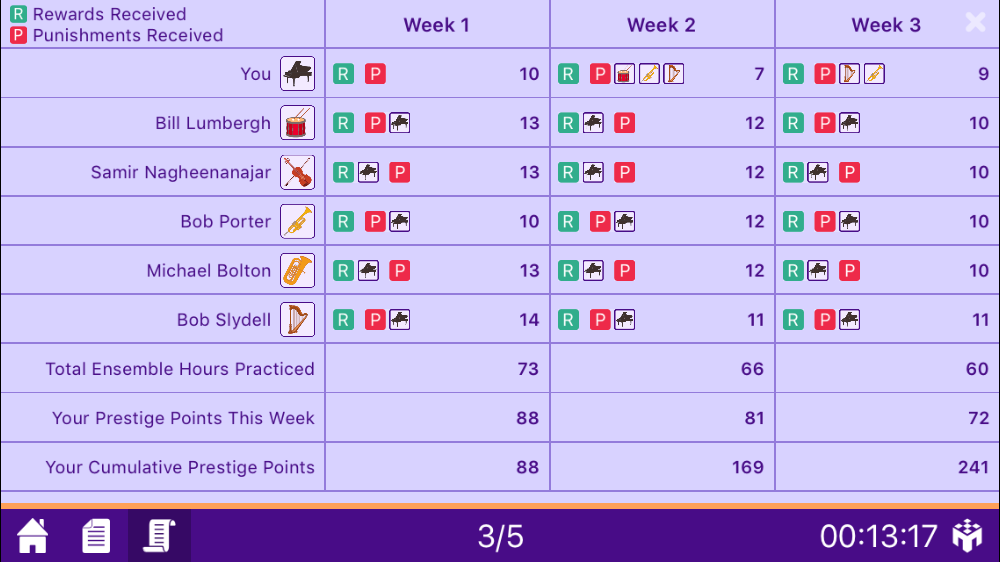 R Rewards Received
P Punishments Received
Week 1 Week 2 Week 3
You R P 10 R P 7 R P 9
Bill Lumbergh R P 13 R P 12 R P 10
Samir Nagheenanajar R P 13 R P 12 R P 10
Bob Porter R P 10 R P 12 R P 10
Michael Bolton R P 13 R P 12 R P 10
Bob Slydell R P 14 R P 11 R P 11
Total Ensemble Hours Practiced 73 66 60
Your Prestige Points This Week 88 81 72
Your Cumulative Prestige Points 88 169 241
3/5 00:13:17